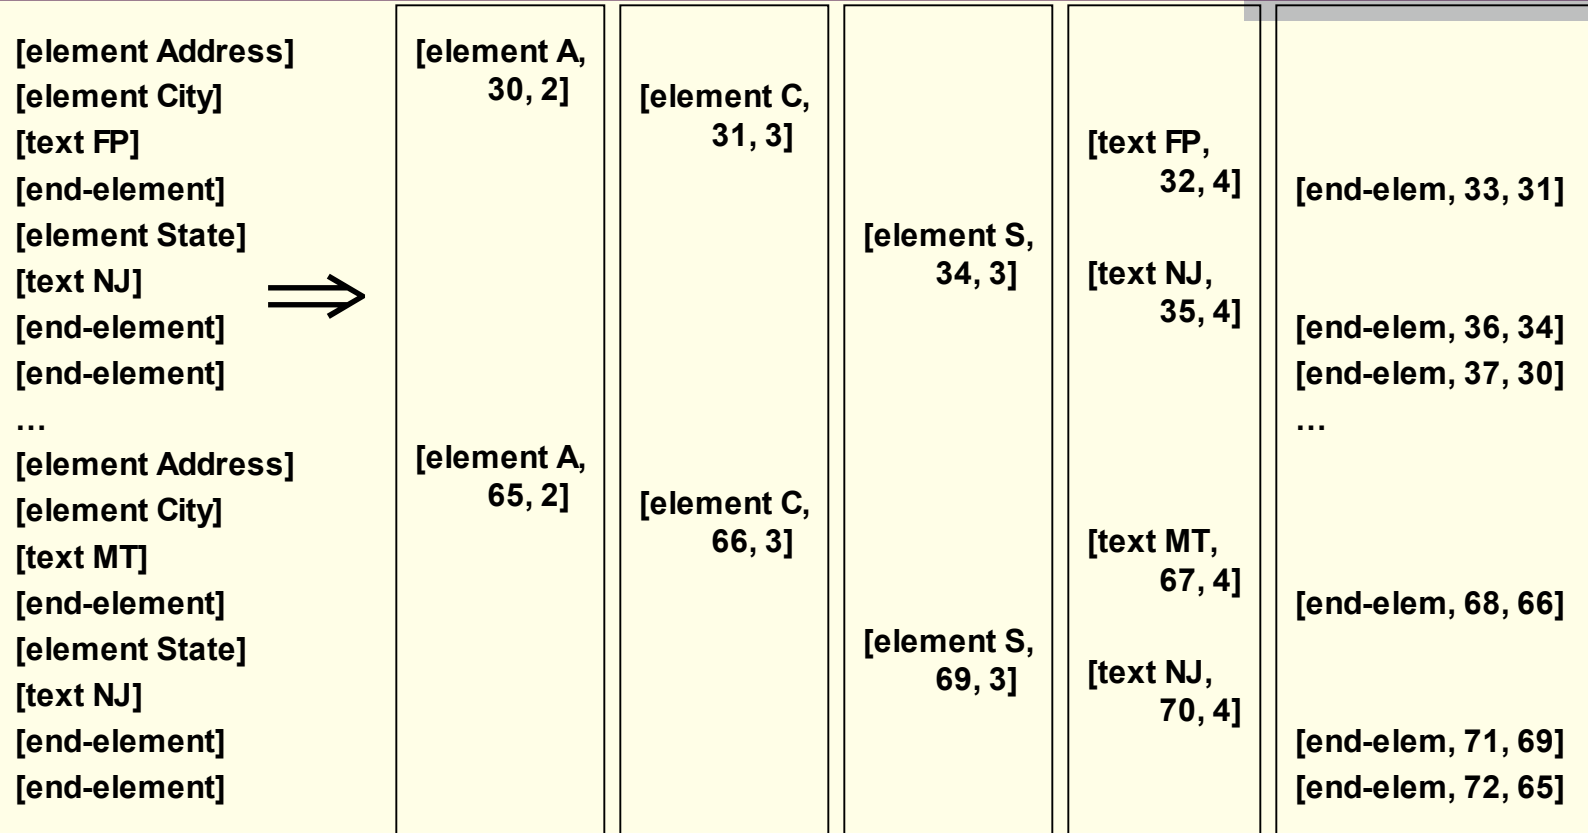 [element Address]
[element City]
[text FP]
[end-element]
[element State]
[text NJ]
[end-element]
[end-element]
…
[element Address]
[element City]
[text MT]
[end-element]
[element State]
[text NJ]
[end-element]
[end-element]
[element A,
30, 2]
[element A,
65, 2]
[element C,
31, 3]
[element C,
66, 3]
[element S,
34, 3]
[element S,
69, 3]
[text FP,
32, 4]
[text NJ,
35, 4]
[text MT,
67, 4]
[text NJ,
70, 4]
[end-elem, 33, 31]
[end-elem, 36, 34]
[end-elem, 37, 30]
…
[end-elem, 68, 66]
[end-elem, 71, 69]
[end-elem, 72, 65]